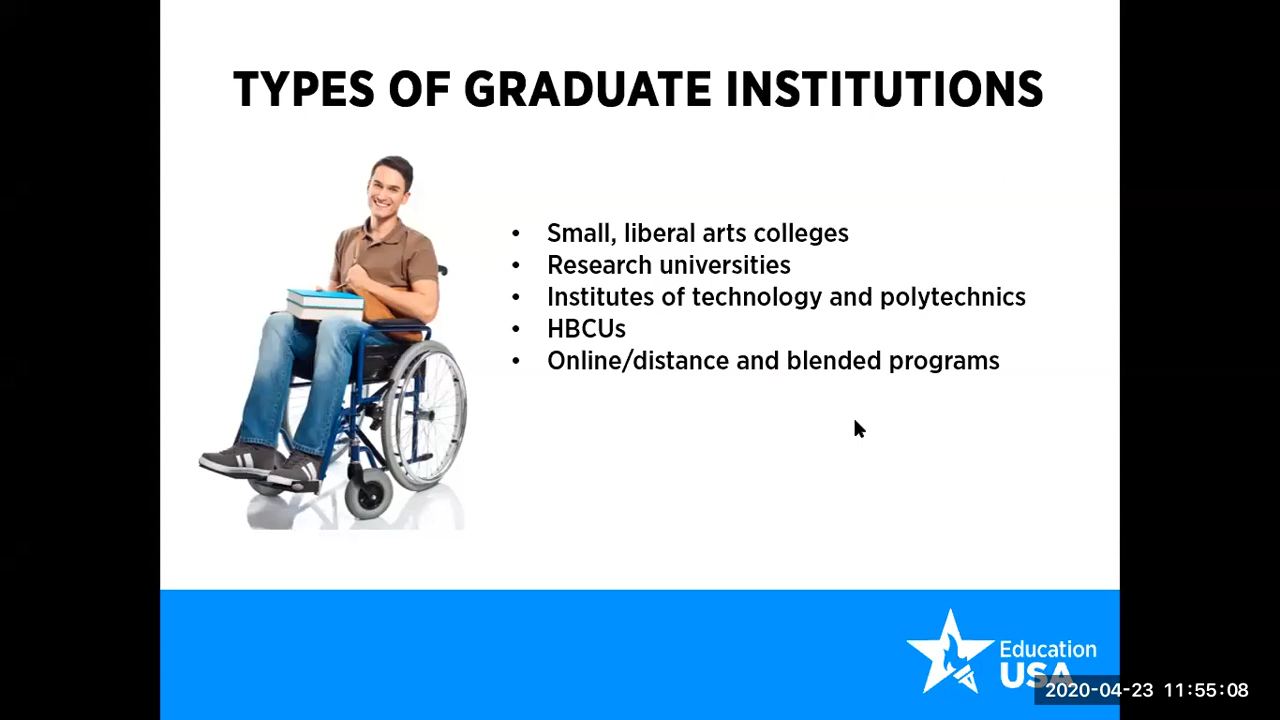 TYPES OF GRADUATE INSTITUTIONS
• Small, liberal arts colleges
• Research universities
• Institutes of technology and polytechnics
• HBCUs
• Online/distance and blended programs
Education
USA
2020-04-23 11:55:08